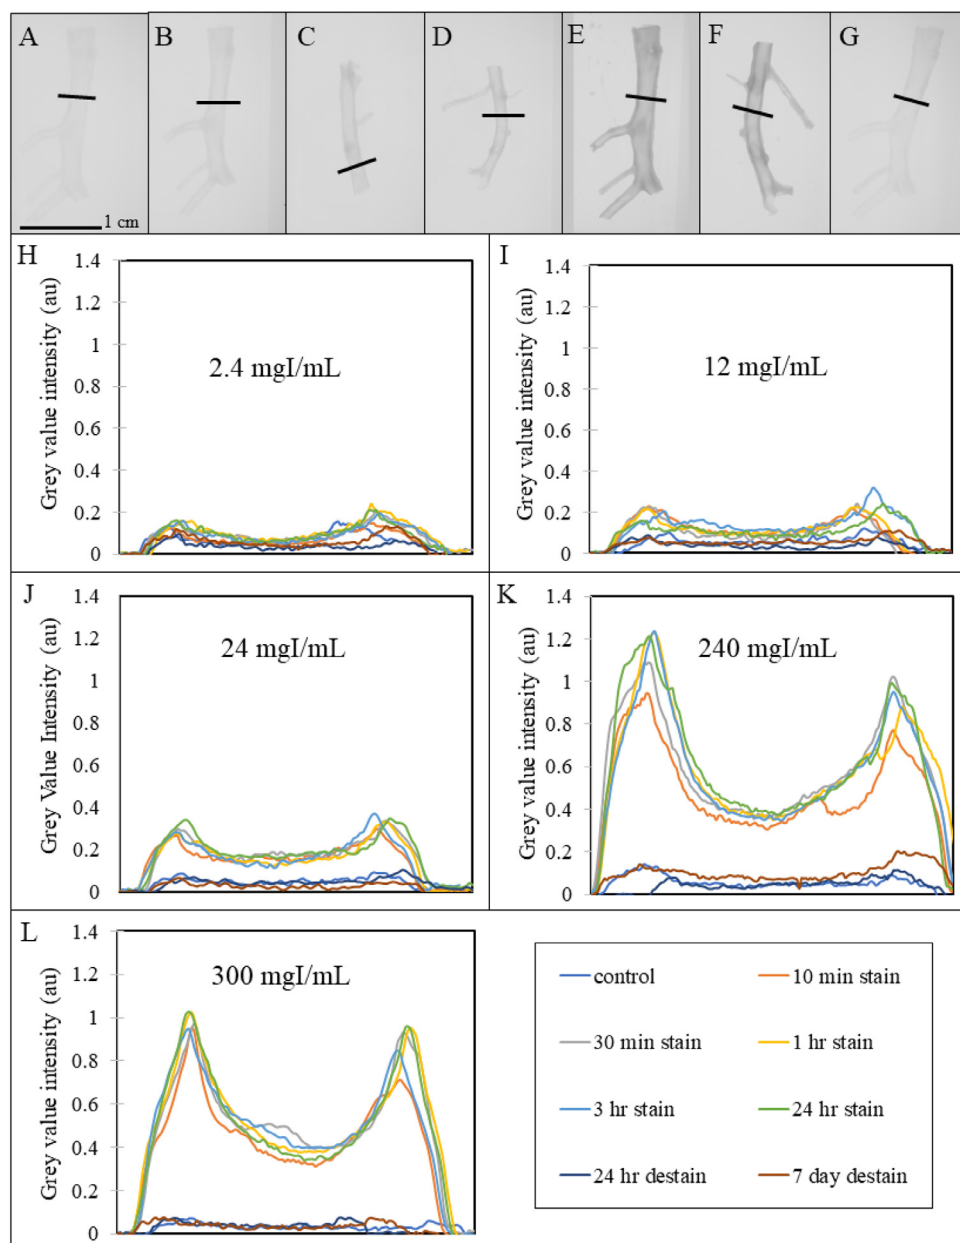 A B C D E F G
1 cm
H
Grey value intensity (au)
1.4
1.2
1
0.8
0.6
0.4
0.2
0
2.4 mgI/mL
I
Grey value intensity (au)
1.4
1.2
1
0.8
0.6
0.4
0.2
0
12 mgI/mL
J
Grey Value Intensity (au)
1.4
1.2
1
0.8
0.6
0.4
0.2
0
24 mgI/mL
K
Grey value intensity (au)
1.4
1.2
1
0.8
0.6
0.4
0.2
0
240 mgI/mL
L
Grey value intensity (au)
1.4
1.2
1
0.8
0.6
0.4
0.2
0
300 mgI/mL
control 10 min stain
30 min stain 1 hr stain
3 hr stain 24 hr stain
24 hr destain 7 day destain